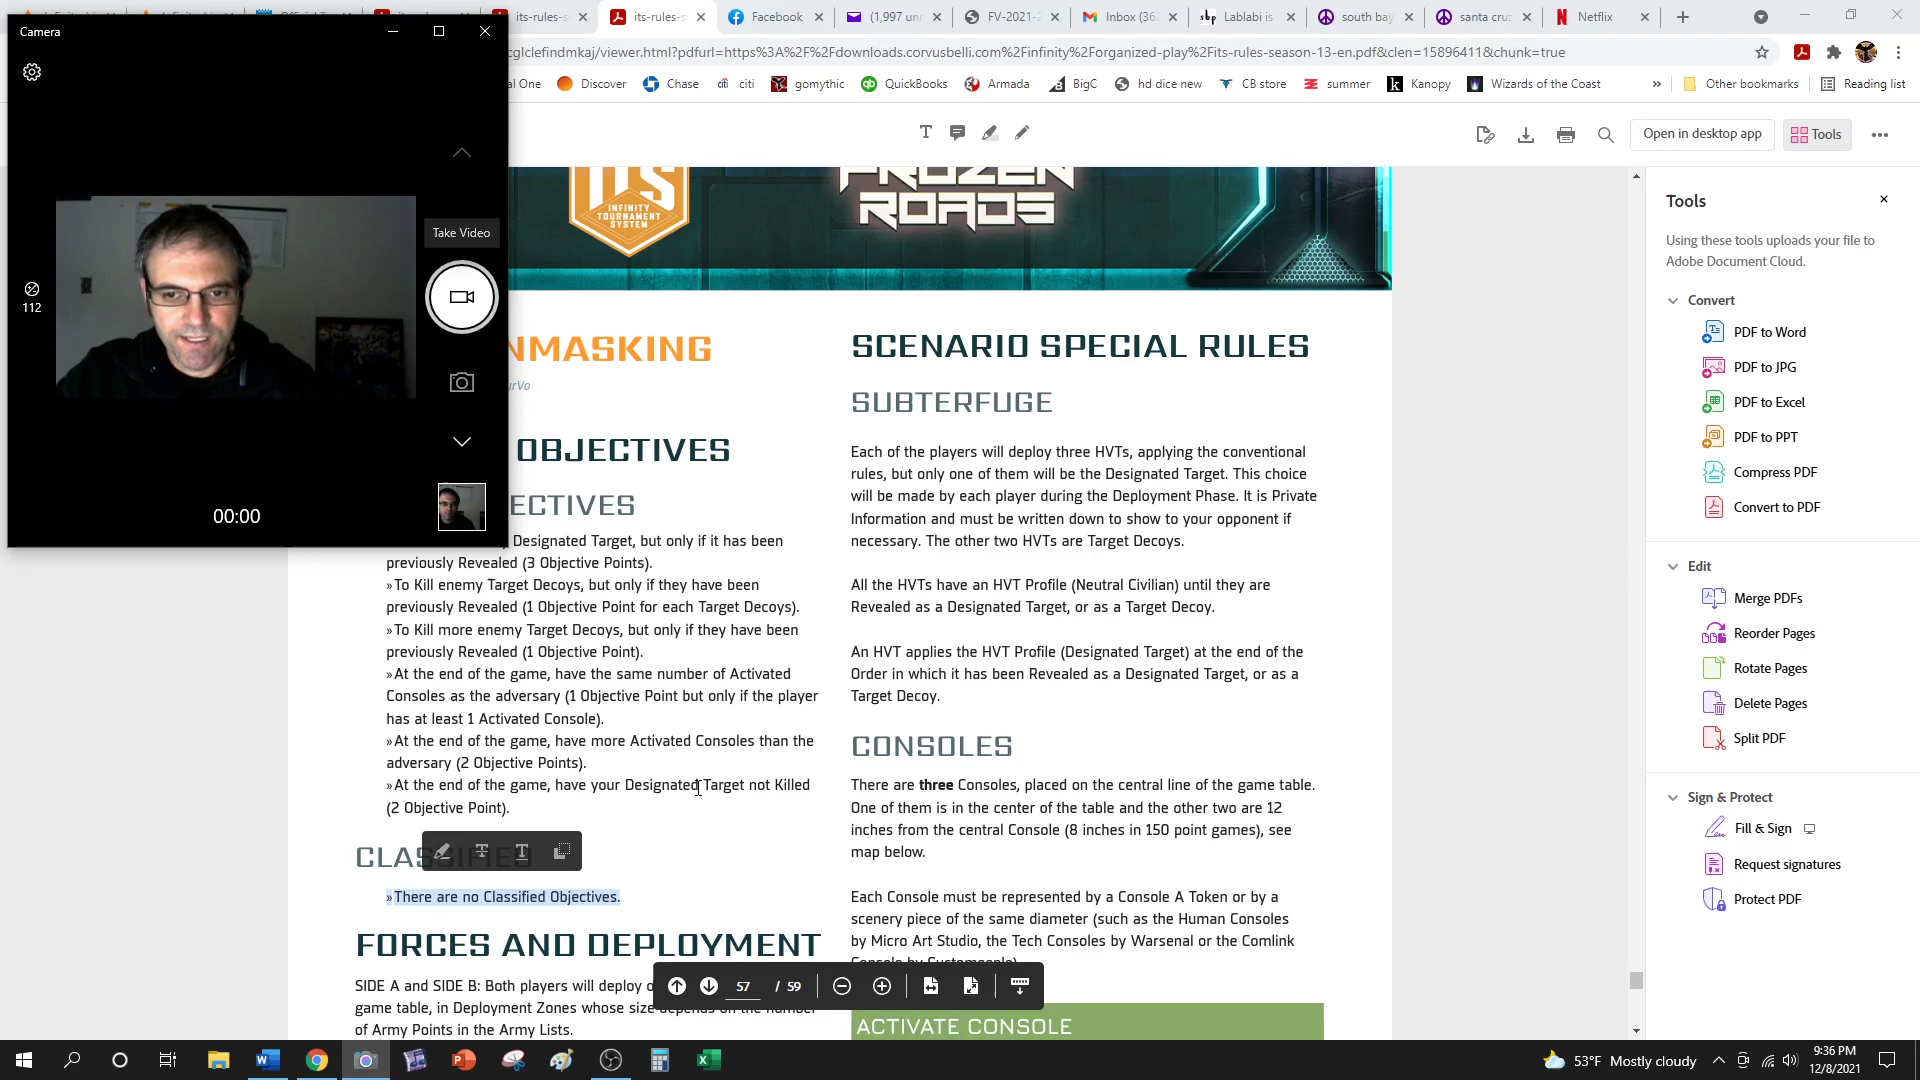 Camera
its-rules-s
its-rules-s
Facebook
FV-2021-2
Lablabi is
south bay
santa cruz
Netflix
cglclefindmkaj/viewer.html?pdfurl=https%3A%2F%2Fdownloads.corvusbelli.com%2Finfinity%2Forganized-play%2Fits-rules-season-13-en.pdf&clen=15896411&chunk=true
al One Discover Chase citi citi gomythic qb QuickBooks Armada BigC hd dice new CB store summer Kanopy Wizards of the Coast » Other bookmarks Reading list
Open in desktop app Tools
112
Take Video
00:00
ITS
INFINITY
TOURNAMENT
SYSTEM
FROZEN
ROADS
NMASKING
urVo
OBJECTIVES
ECTIVES
Designated Target, but only if it has been
previously Revealed (3 Objective Points).
»To Kill enemy Target Decoys, but only if they have been
previously Revealed (1 Objective Point for each Target Decoys).
»To Kill more enemy Target Decoys, but only if they have been
previously Revealed (1 Objective Point).
»At the end of the game, have the same number of Activated
Consoles as the adversary (1 Objective Point but only if the player
has at least 1 Activated Console).
»At the end of the game, have more Activated Consoles than the
adversary (2 Objective Points).
»At the end of the game, have your Designated Target not Killed
(2 Objective Point).
CLASSIFIED
»There are no Classified Objectives.
FORCES AND DEPLOYMENT
SIDE A and SIDE B: Both players will deploy o
game table, in Deployment Zones whose size depends on the number
of Army Points in the Army Lists.
SCENARIO SPECIAL RULES
SUBTERFUGE
Each of the players will deploy three HVTs, applying the conventional
rules, but only one of them will be the Designated Target. This choice
will be made by each player during the Deployment Phase. It is Private
Information and must be written down to show to your opponent if
necessary. The other two HVTs are Target Decoys.
All the HVTs have an HVT Profile (Neutral Civilian) until they are
Revealed as a Designated Target, or as a Target Decoy.
An HVT applies the HVT Profile (Designated Target) at the end of the
Order in which it has been Revealed as a Designated Target, or as a
Target Decoy.
CONSOLES
There are three Consoles, placed on the central line of the game table.
One of them is in the center of the table and the other two are 12
inches from the central Console (8 inches in 150 point games), see
map below.
Each Console must be represented by a Console A Token or by a
scenery piece of the same diameter (such as the Human Consoles
by Micro Art Studio, the Tech Consoles by Warsenal or the Comlink
Console by Customeeple).
ACTIVATE CONSOLE
57 / 59
Tools
Using these tools uploads your file to
Adobe Document Cloud.
Convert
PDF to Word
PDF to JPG
PDF to Excel
PDF to PPT
Compress PDF
Convert to PDF
Edit
Merge PDFs
Reorder Pages
Rotate Pages
Delete Pages
Split PDF
Sign & Protect
Fill & Sign
Request signatures
Protect PDF
53°F Mostly cloudy
9:36 PM
12/8/2021